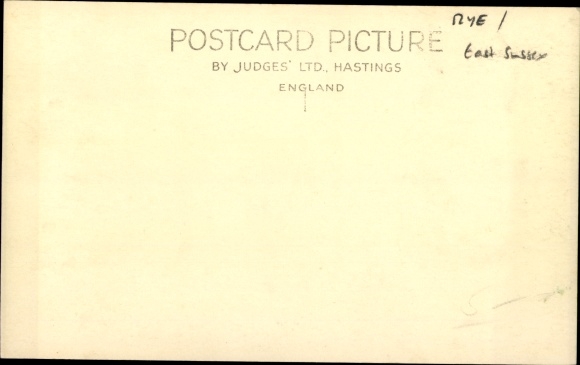 RYE /
East Sussex
POSTCARD PICTURE
BY JUDGES' LTD., HASTINGS
ENGLAND